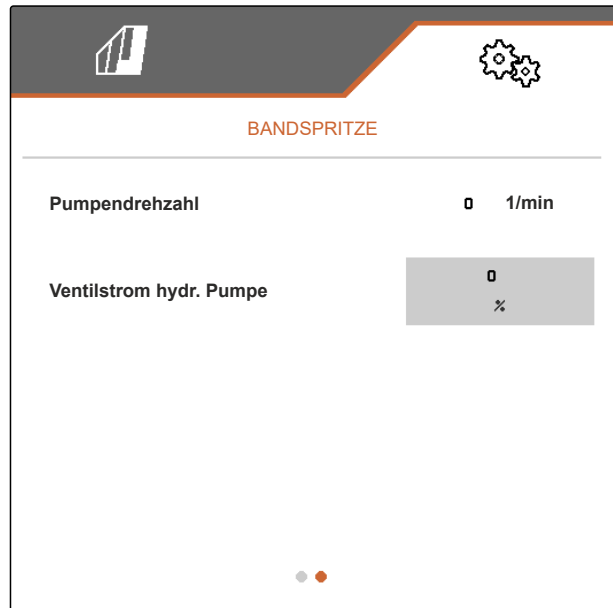 BANDSPRITZE
Pumpendrehzahl 0 1/min
Ventilstrom hydr. Pumpe 0
%